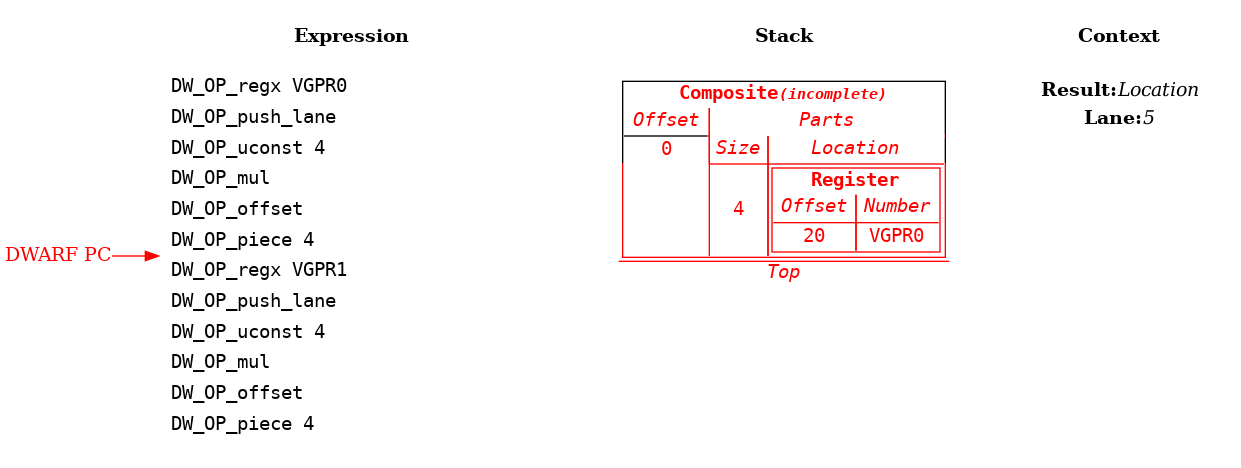 Expression
Stack
Context
DW_OP_regx VGPR0
DW_OP_push_lane
DW_OP_uconst 4
DW_OP_mul
DW_OP_offset
DW_OP_piece 4
DWARF PC
DW_OP_regx VGPR1
DW_OP_push_lane
DW_OP_uconst 4
DW_OP_mul
DW_OP_offset
DW_OP_piece 4
Composite(incomplete)
Offset Parts
0 Size Location
Register
4 Offset Number
20 VGPR0
Top
Result:Location
Lane:5